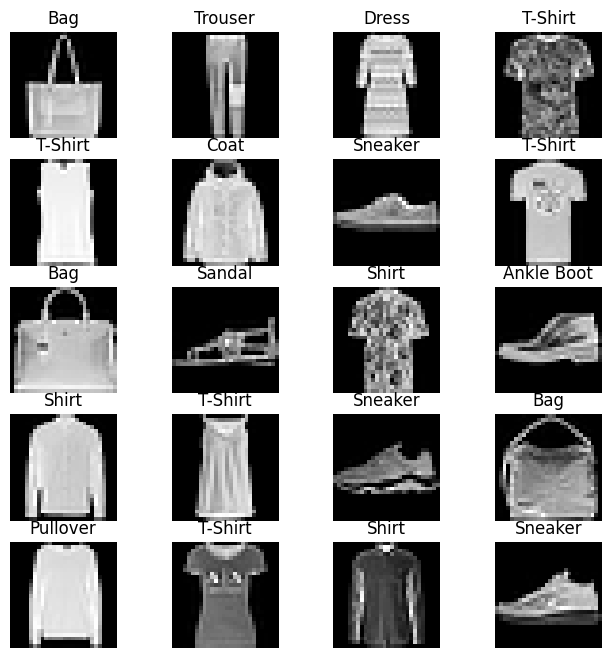 Bag Trouser Dress T-Shirt
T-Shirt Coat Sneaker T-Shirt
Bag Sandal Shirt Ankle Boot
Shirt T-Shirt Sneaker Bag
Pullover T-Shirt Shirt Sneaker